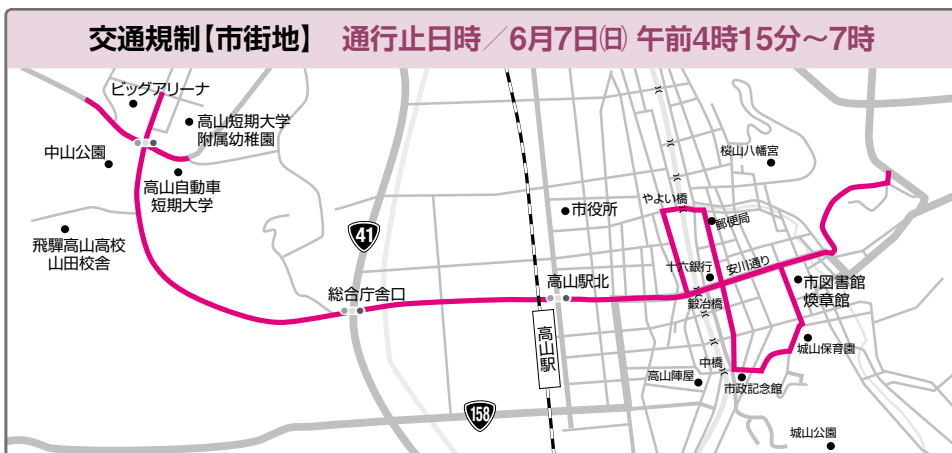 交通規制【市街地】 通行止日時／6月7日㈰ 午前4時15分〜7時
ビッグアリーナ
高山短期大学
附属幼稚園
中山公園
高山自動車
短期大学
飛驒高山高校
山田校舎
41
総合庁舎口
158
高山駅
高山駅北
市役所
やよい橋
郵便局
桜山八幡宮
十六銀行
安川通り
鍛冶橋
市図書館
煥章館
城山保育園
中橋
高山陣屋
市政記念館
城山公園